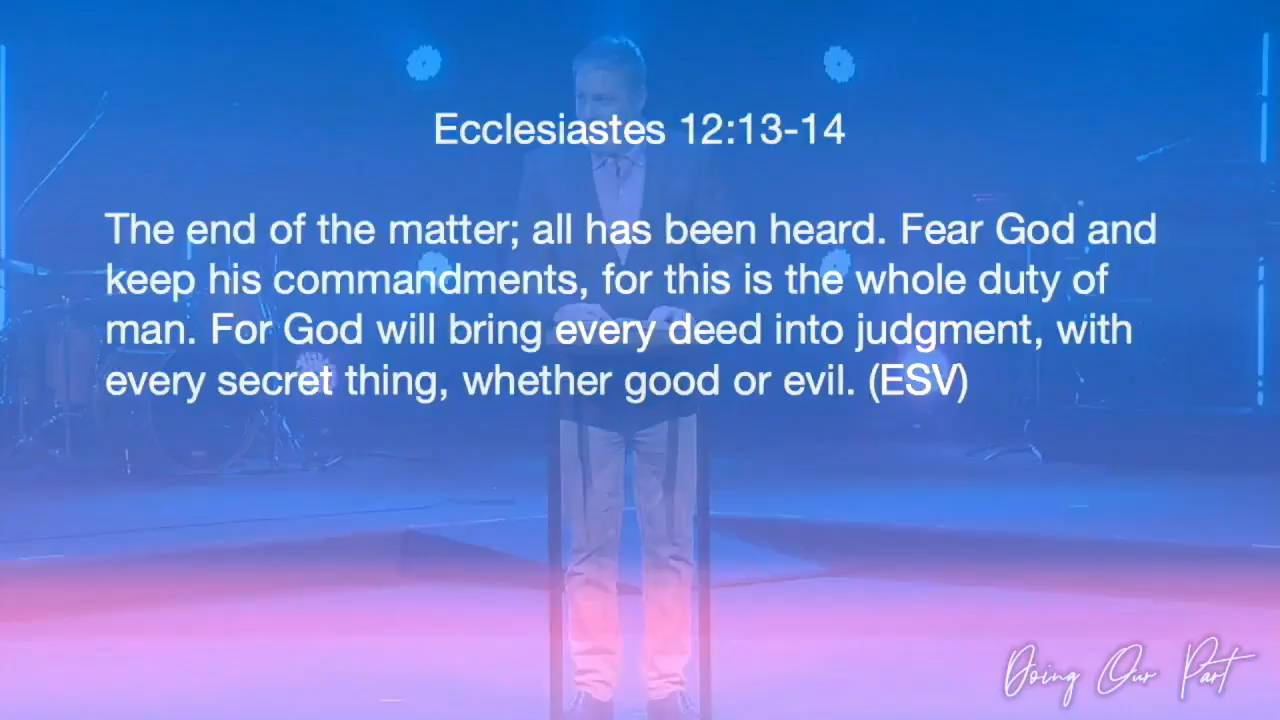 Ecclesiastes 12:13-14
The end of the matter; all has been heard. Fear God and
keep his commandments, for this is the whole duty of
man. For God will bring every deed into judgment, with
every secret thing, whether good or evil. (ESV)
Doing Our Part